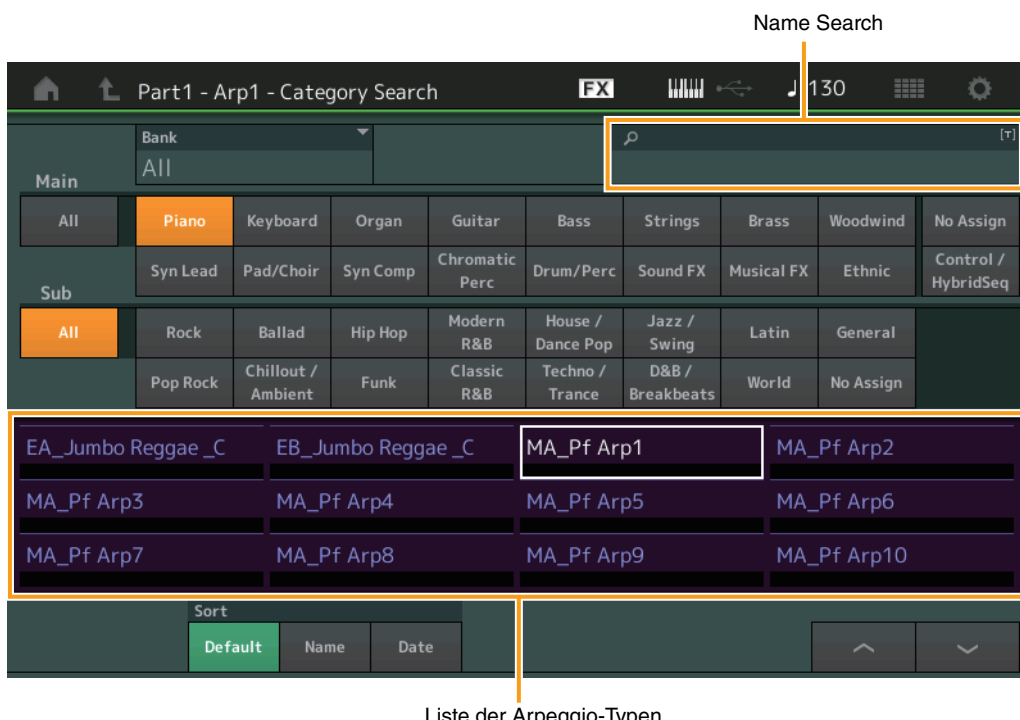 Name Search
Part1 - Arp1 - Category Search
FX
130
Bank
All
[T]
Main
All
Piano
Keyboard
Organ
Guitar
Bass
Strings
Brass
Woodwind
No Assign
Syn Lead
Pad/Choir
Syn Comp
Chromatic
Perc
Drum/Perc
Sound FX
Musical FX
Ethnic
Control /
HybridSeq
Sub
All
Rock
Ballad
Hip Hop
Modern
R&B
House /
Dance Pop
Jazz /
Swing
Latin
General
Pop Rock
Chillout /
Ambient
Funk
Classic
R&B
Techno /
Trance
D&B /
Breakbeats
World
No Assign
EA_Jumbo Reggae _C
EB_Jumbo Reggae _C
MA_Pf Arp1
MA_Pf Arp2
MA_Pf Arp3
MA_Pf Arp4
MA_Pf Arp5
MA_Pf Arp6
MA_Pf Arp7
MA_Pf Arp8
MA_Pf Arp9
MA_Pf Arp10
Sort
Default
Name
Date
Liste der Arpeggio-Typen